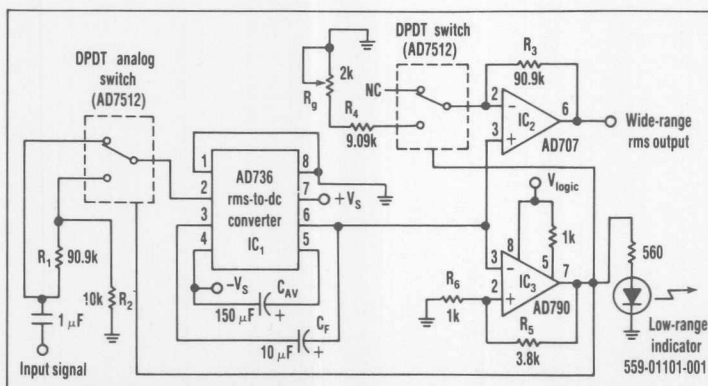 DPDT analog
switch
(AD7512)
R1
90.9k
10k
R2
1 μF
Input signal
1
2
3
4
AD736
rms-to-dc
converter
IC1
8
7
6
5
+VS
−VS
CAV
150 μF
+
CF
10 μF
+
2k
Rg
R4
9.09k
DPDT switch
(AD7512)
NC
R3
90.9k
2
−
3
+
IC2
6
AD707
Wide-range
rms output
Vlogic
1k
8
5
3
−
2
+
IC3
7
AD790
R6
1k
R5
3.8k
560
Low-range
indicator
559-01101-001